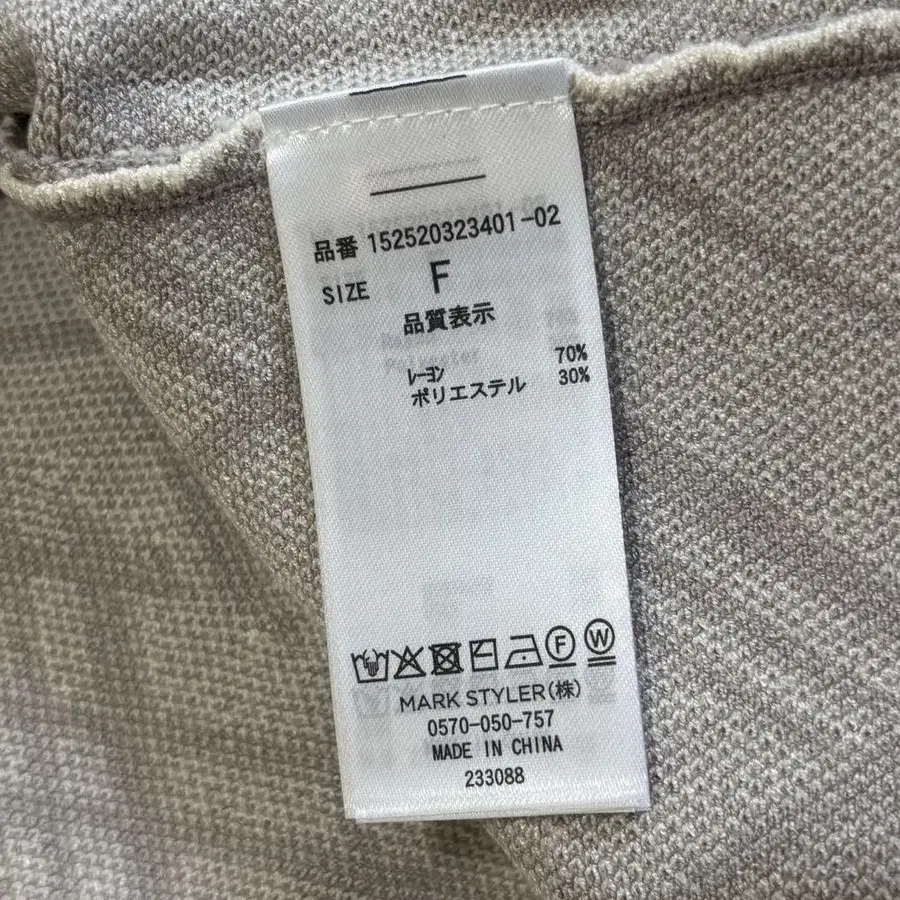 品番 152520323401-02
SIZE F
品質表示
ﾚｰﾖﾝ 70%
ポリエステル 30%
F W
MARK STYLER(株)
0570-050-757
MADE IN CHINA
233088